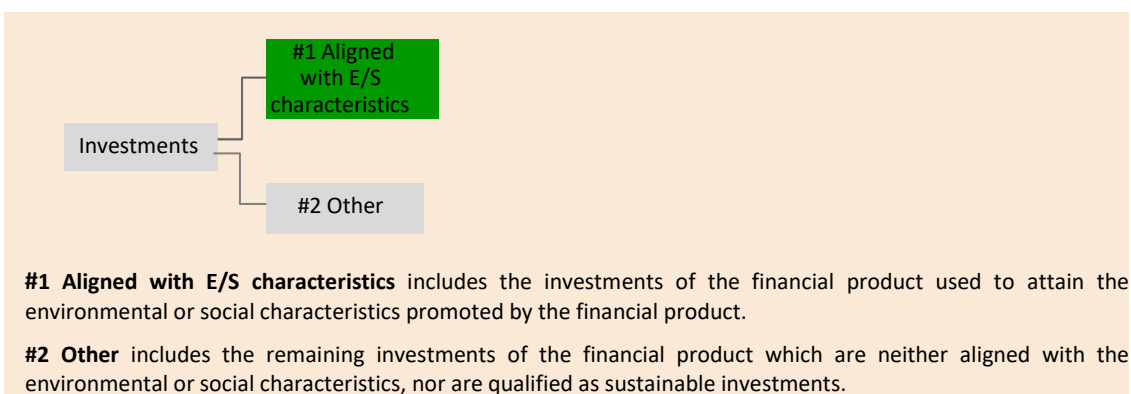 #1 Aligned
with E/S
characteristics
Investments
#2 Other
#1 Aligned with E/S characteristics includes the investments of the financial product used to attain the
environmental or social characteristics promoted by the financial product.
#2 Other includes the remaining investments of the financial product which are neither aligned with the
environmental or social characteristics, nor are qualified as sustainable investments.